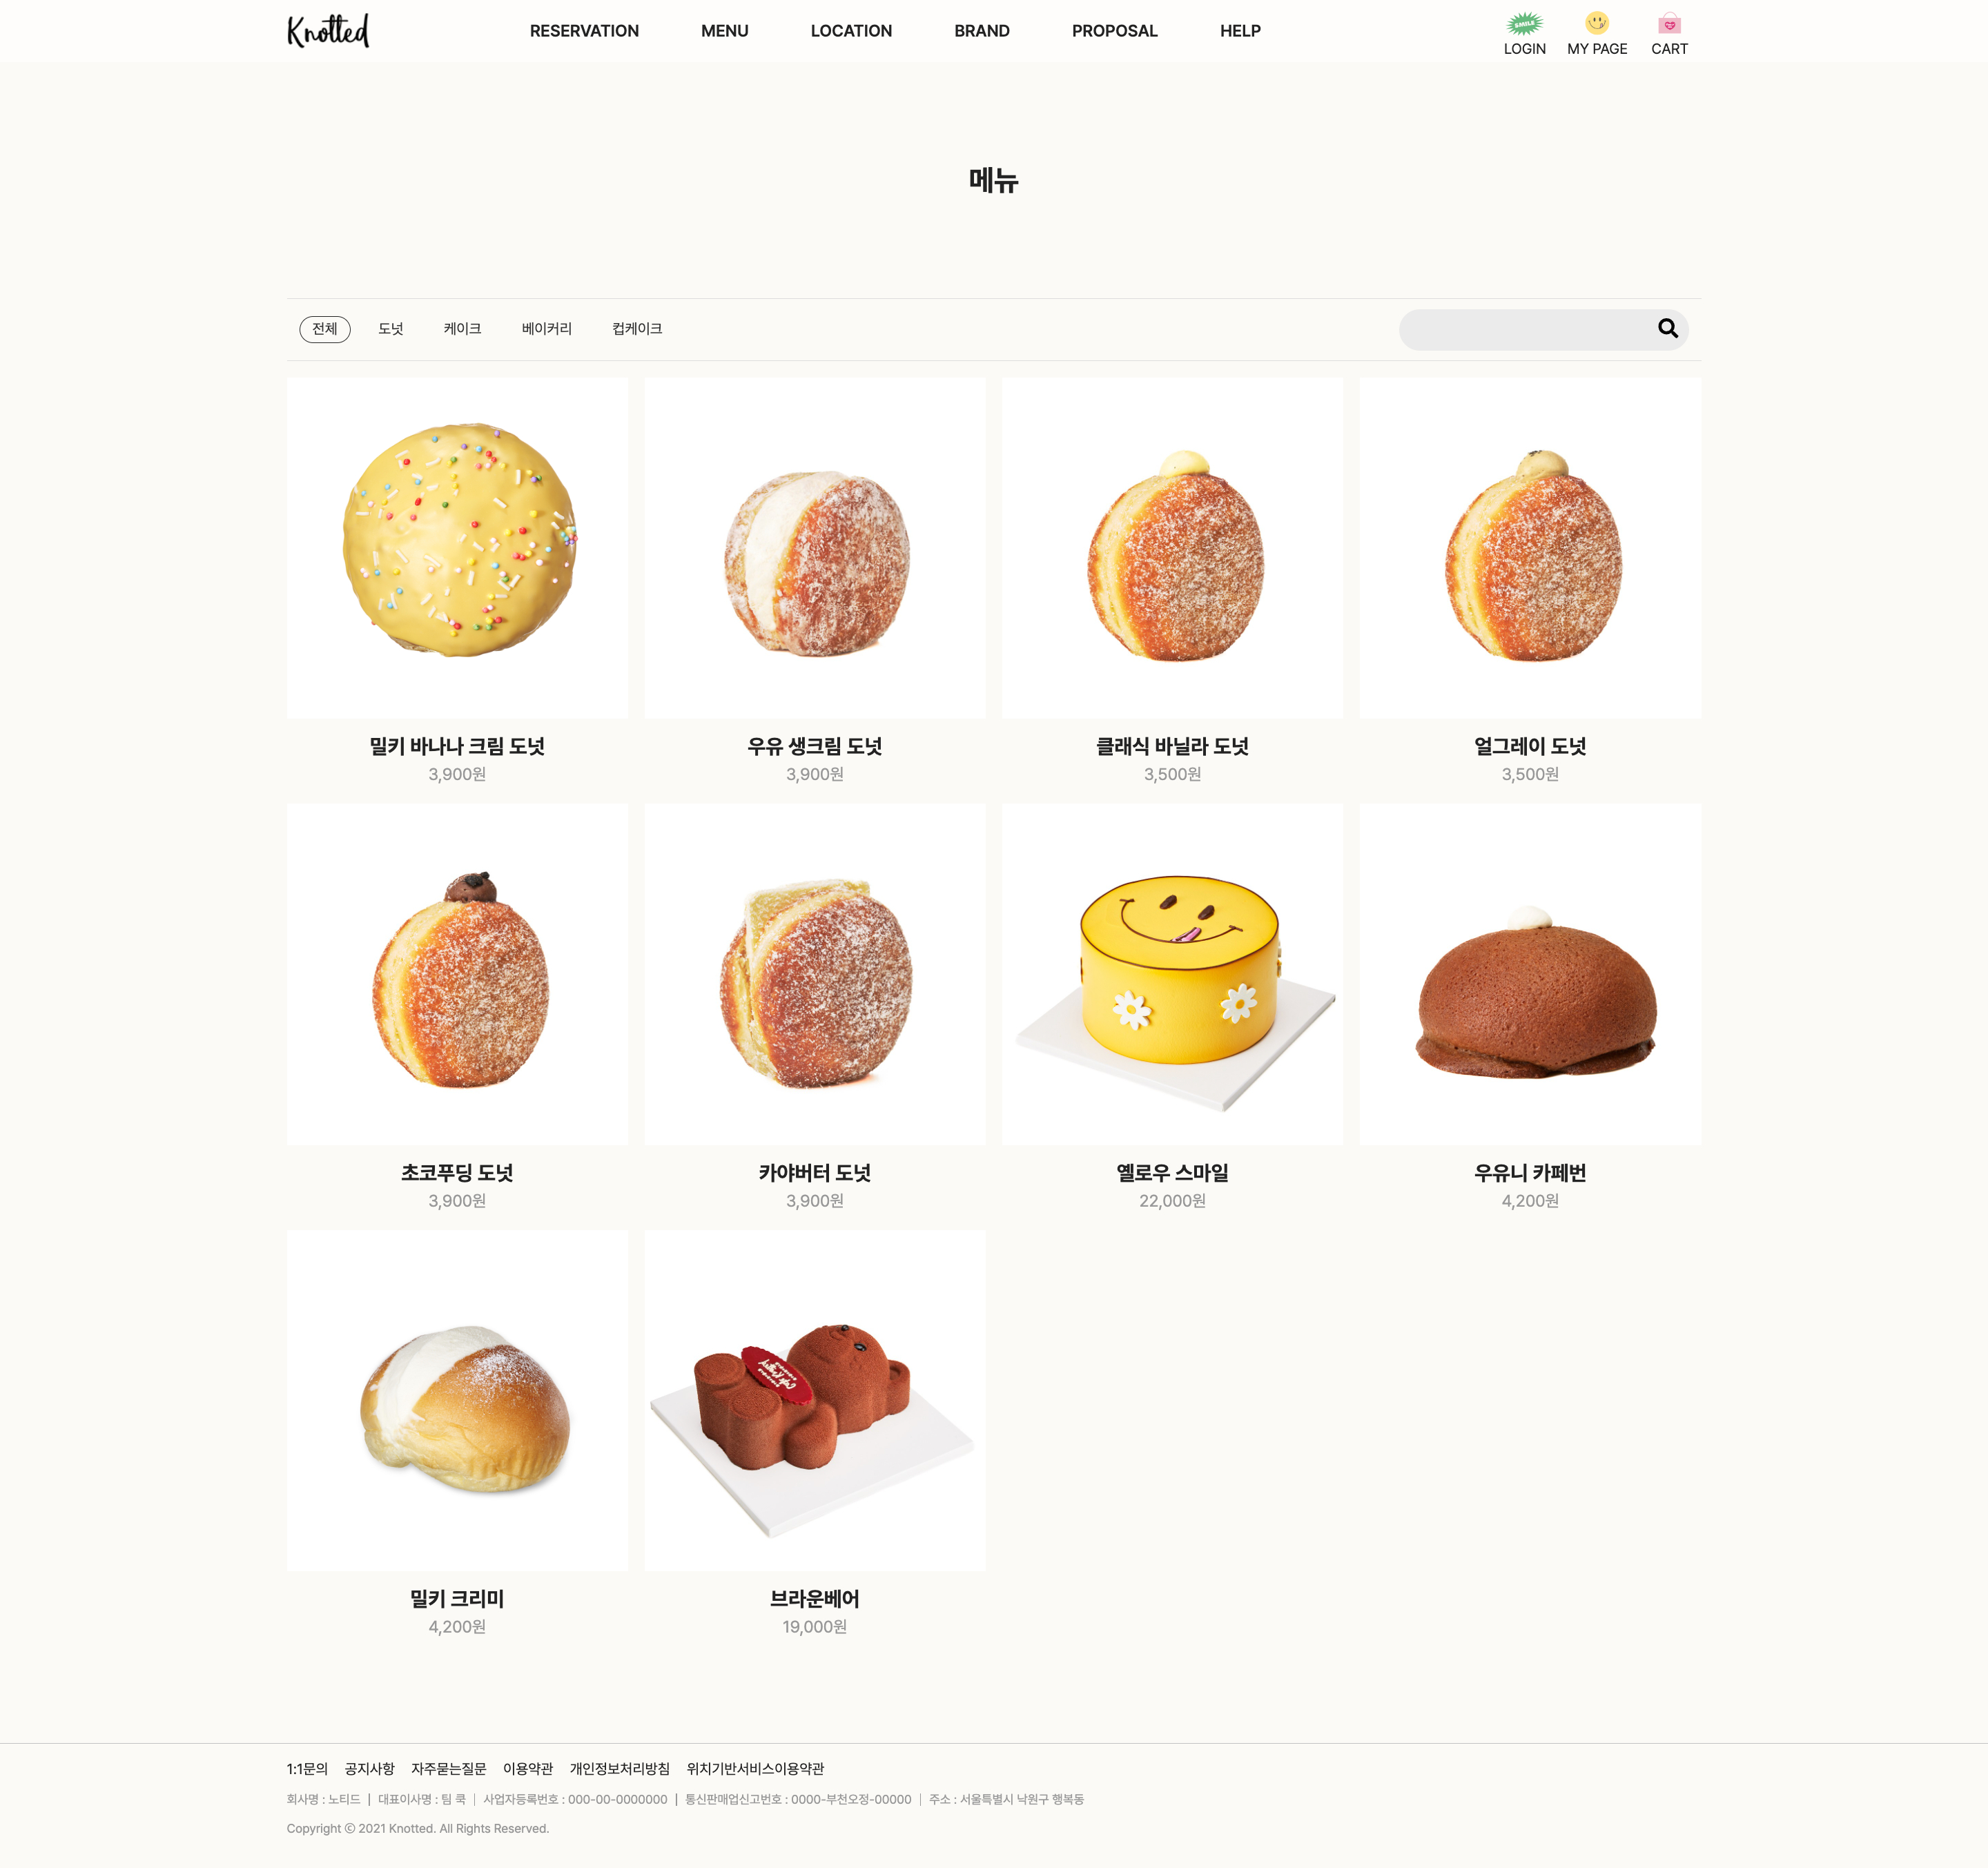 Knotted
RESERVATION MENU LOCATION BRAND PROPOSAL HELP
SMILE
LOGIN MY PAGE CART
메뉴
전체 도넛 케이크 베이커리 컵케이크
밀키 바나나 크림 도넛 우유 생크림 도넛 클래식 바닐라 도넛 얼그레이 도넛
3,900원 3,900원 3,500원 3,500원
초코푸딩 도넛 카야버터 도넛 옐로우 스마일 우유니 카페번
3,900원 3,900원 22,000원 4,200원
밀키 크리미 브라운베어
4,200원 19,000원
1:1문의 공지사항 자주묻는질문 이용약관 개인정보처리방침 위치기반서비스이용약관
회사명 : 노티드 | 대표이사명 : 팀 쿡 | 사업자등록번호 : 000-00-0000000 | 통신판매업신고번호 : 0000-부천오정-00000 | 주소 : 서울특별시 낙원구 행복동
Copyright ⓒ 2021 Knotted. All Rights Reserved.